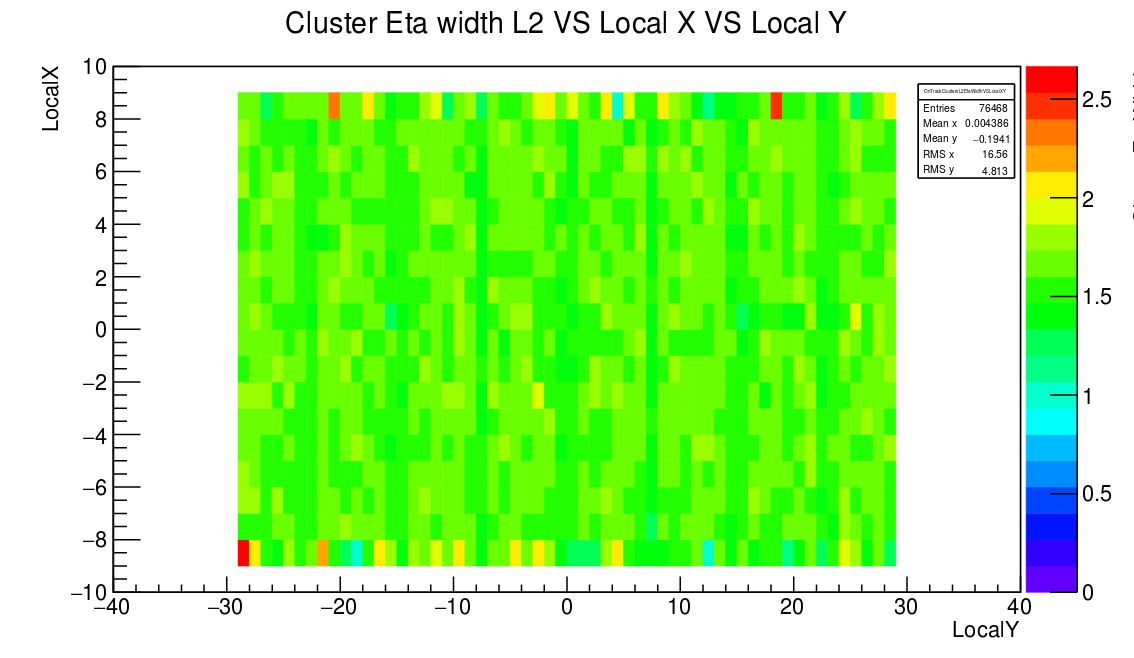 Cluster Eta width L2 VS Local X VS Local Y
LocalX
10
8
6
4
2
0
−2
−4
−6
−8
−10
−40
−30
−20
−10
0
10
20
30
40
LocalY
OnTrackClustersL2EtaWidthVSLocalXY
Entries 76468
Mean x 0.004386
Mean y −0.1941
RMS x 16.56
RMS y 4.813
2.5
2
1.5
1
0.5
0